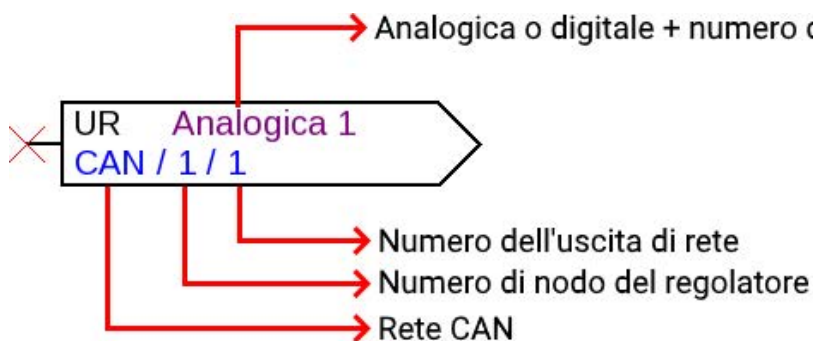 Analogica o digitale + numero
UR Analogica 1
CAN / 1 / 1
Numero dell'uscita di rete
Numero di nodo del regolatore
Rete CAN